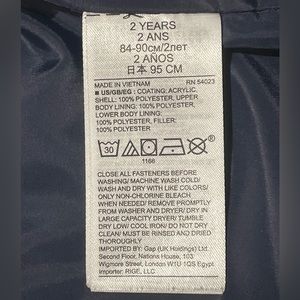 2 YEARS
2 ANS
84-90см/2лет
2 AÑOS
日本 95 CM
MADE IN VIETNAM RN 54023
■ US/GB/EG : COATING; ACRYLIC.
SHELL: 100% POLYESTER, UPPER
BODY LINING: 100% POLYESTER,
LOWER BODY LINING:
100% POLYESTER, FILLER:
100% POLYESTER
30
1166
CLOSE ALL FASTENERS BEFORE
WASHING/ MACHINE WASH COLD/
WASH AND DRY WITH LIKE COLORS/
ONLY NON-CHLORINE BLEACH
WHEN NEEDED/ REMOVE PROMPTLY
FROM WASHER AND DRYER/ DRY IN
LARGE CAPACITY DRYER/ TUMBLE
DRY LOW/ COOL IRON/ DO NOT DRY
CLEAN/ MUST BE RINSED AND DRIED
THOROUGHLY
IMPORTED BY: Gap (UK Holdings) Ltd.
Second Floor, Nations House, 103
Wigmore Street, London W1U 1QS Egypt
Importer: RIGE, LLC